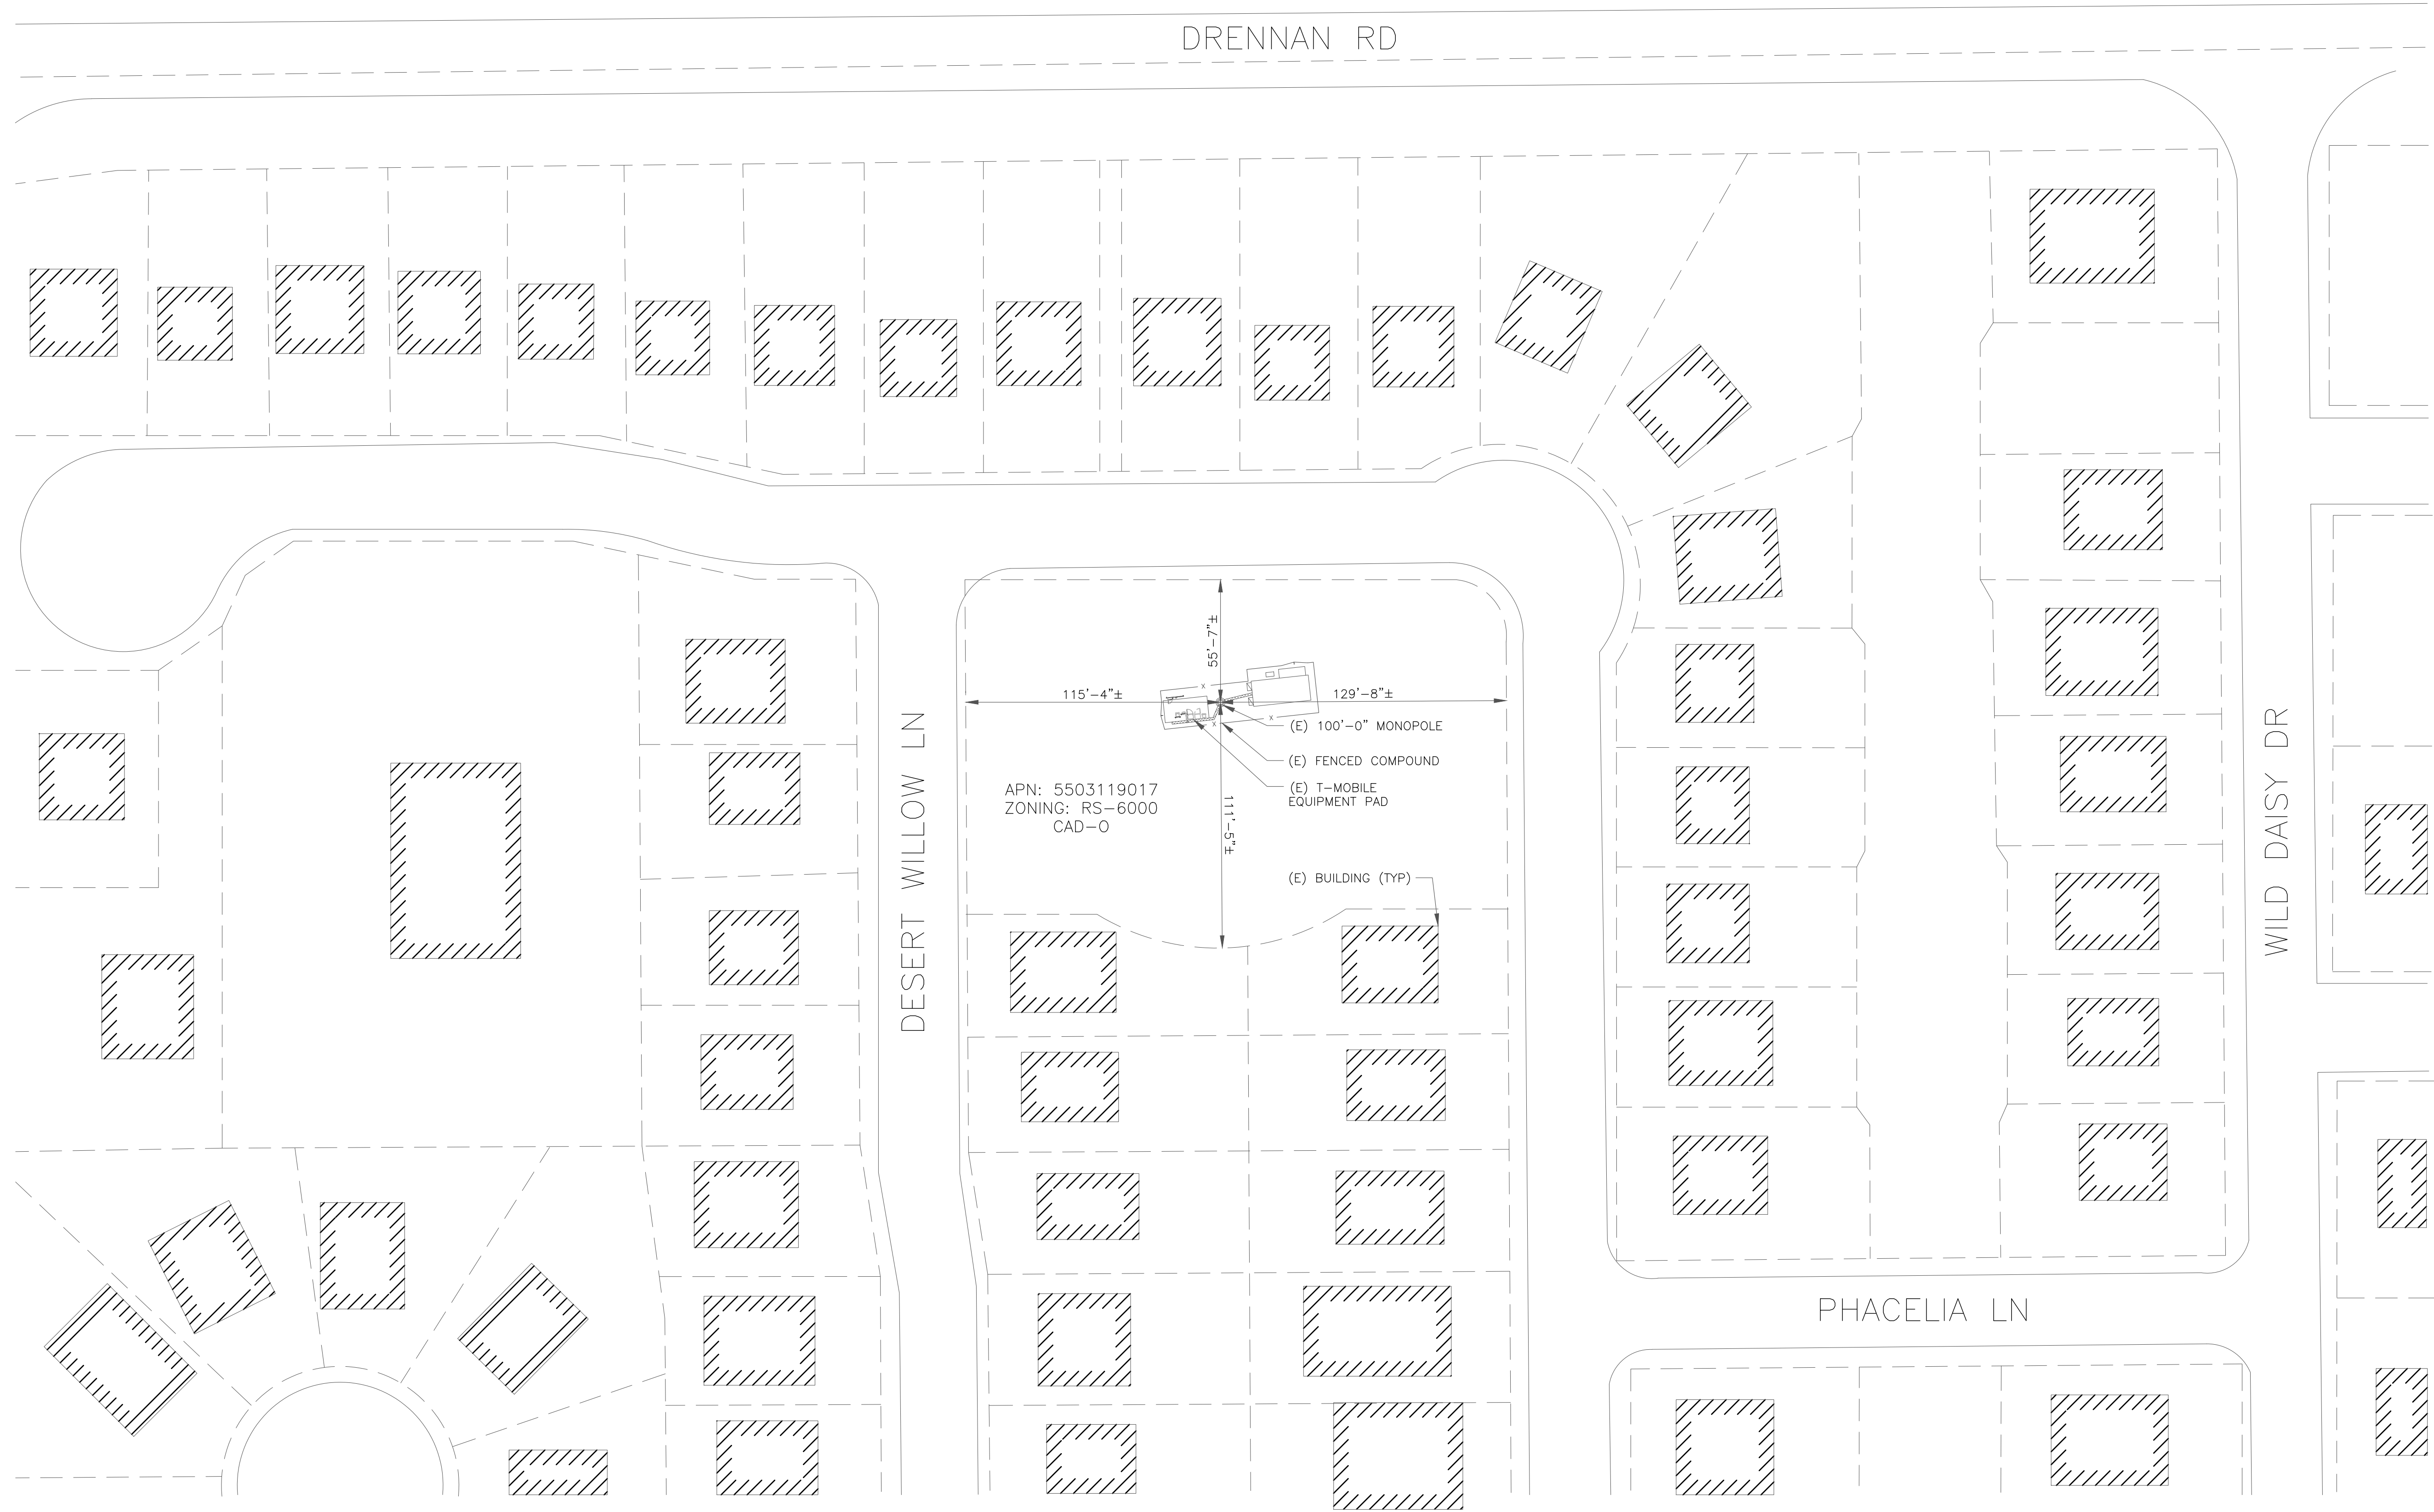 DRENNAN RD
55'-7"±
115'-4"±
129'-8"±
X
X
X
X
(E) 100'-0" MONOPOLE
(E) FENCED COMPOUND
(E) T-MOBILE
EQUIPMENT PAD
APN: 5503119017
ZONING: RS-6000
CAD-O
111'-5"±
(E) BUILDING (TYP)
DESERT WILLOW LN
WILD DAISY DR
PHACELIA LN